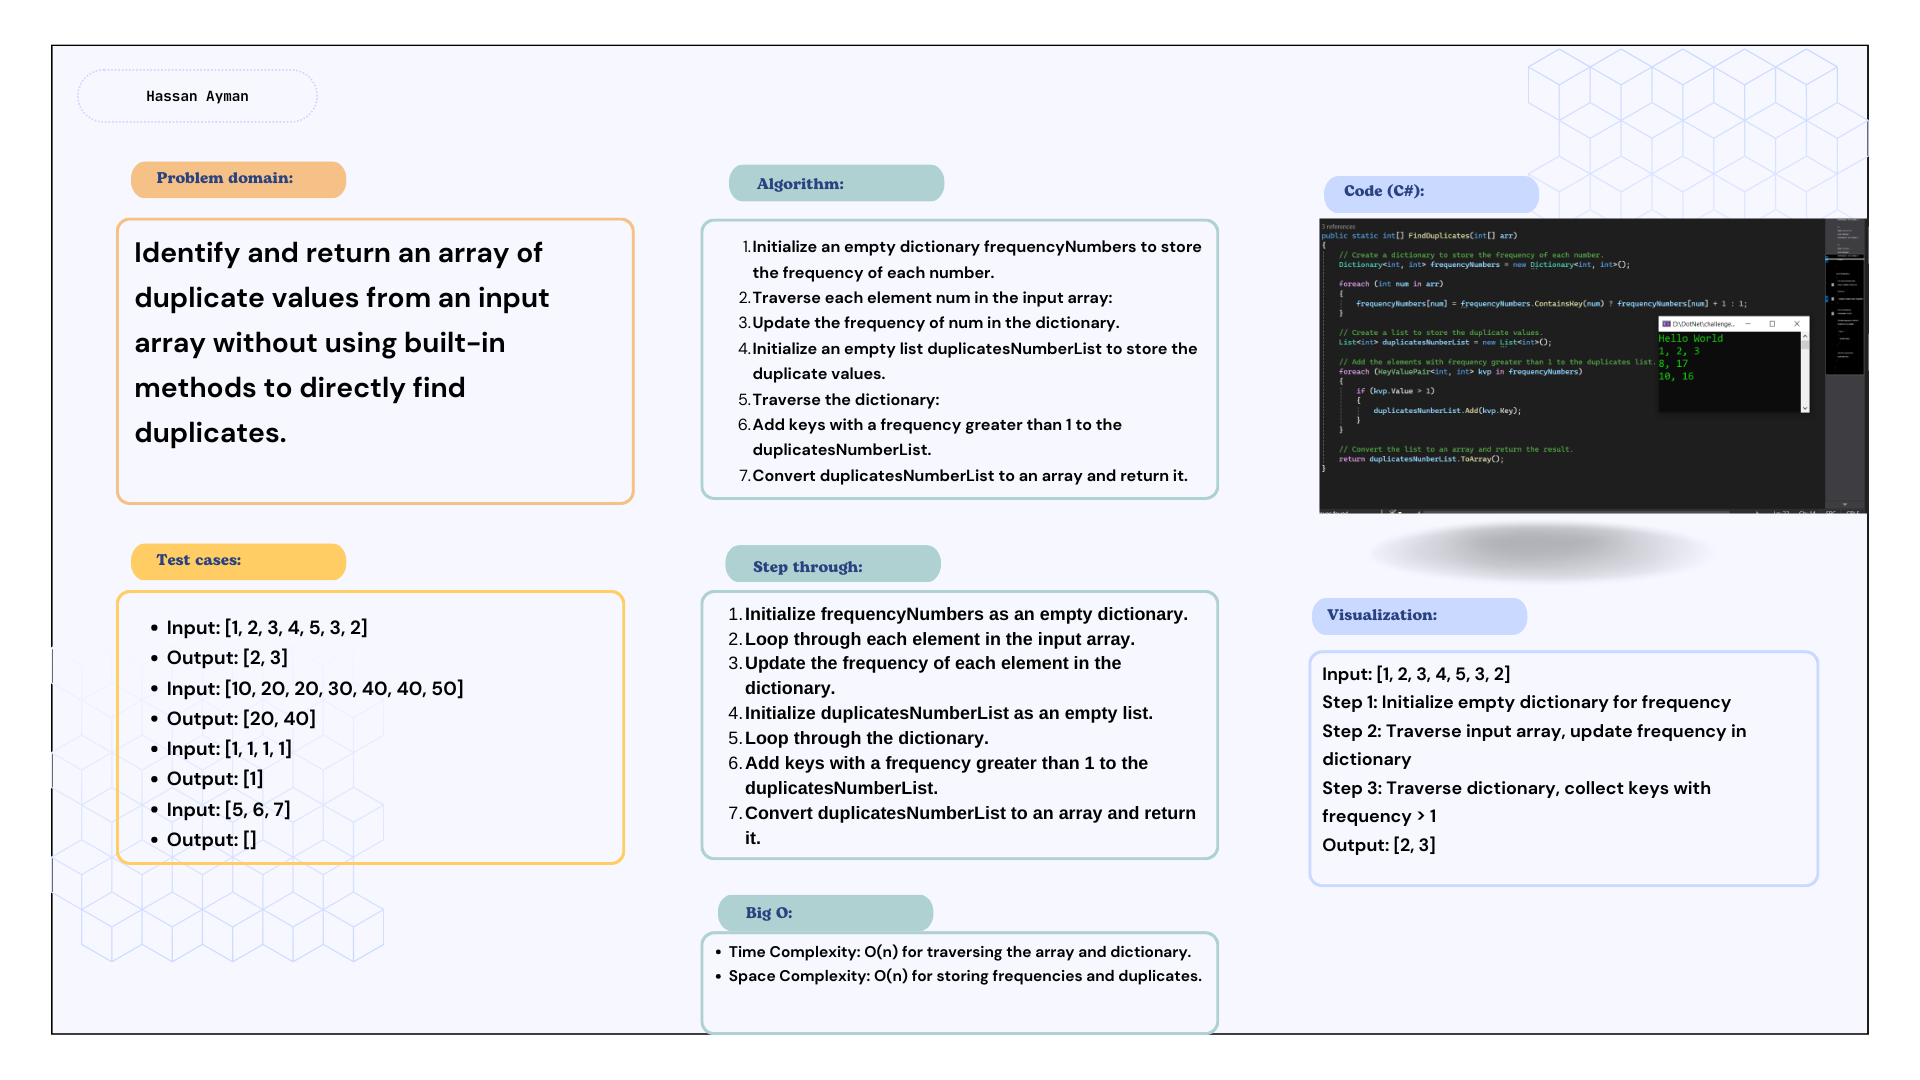 Hassan Ayman
Problem domain:
Identify and return an array of
duplicate values from an input
array without using built-in
methods to directly find
duplicates.
Test cases:
• Input: [1, 2, 3, 4, 5, 3, 2]
• Output: [2, 3]
• Input: [10, 20, 20, 30, 40, 40, 50]
• Output: [20, 40]
• Input: [1, 1, 1, 1]
• Output: [1]
• Input: [5, 6, 7]
• Output: []
Algorithm:
1. Initialize an empty dictionary frequencyNumbers to store
the frequency of each number.
2. Traverse each element num in the input array:
3. Update the frequency of num in the dictionary.
4. Initialize an empty list duplicatesNumberList to store the
duplicate values.
5. Traverse the dictionary:
6. Add keys with a frequency greater than 1 to the
duplicatesNumberList.
7. Convert duplicatesNumberList to an array and return it.
Step through:
1. Initialize frequencyNumbers as an empty dictionary.
2. Loop through each element in the input array.
3. Update the frequency of each element in the
dictionary.
4. Initialize duplicatesNumberList as an empty list.
5. Loop through the dictionary.
6. Add keys with a frequency greater than 1 to the
duplicatesNumberList.
7. Convert duplicatesNumberList to an array and return
it.
Big O:
• Time Complexity: O(n) for traversing the array and dictionary.
• Space Complexity: O(n) for storing frequencies and duplicates.
Code (C#):
3 references
public static int[] FindDuplicates(int[] arr)
{
// Create a dictionary to store the frequency of each number.
Dictionary<int, int> frequencyNumbers = new Dictionary<int, int>();
foreach (int num in arr)
{
frequencyNumbers[num] = frequencyNumbers.ContainsKey(num) ? frequencyNumbers[num] + 1 : 1;
}
// Create a list to store the duplicate values.
List<int> duplicatesNunberList = new List<int>();
// Add the elements with frequency greater than 1 to the duplicates list.
foreach (KeyValuePair<int, int> kvp in frequencyNumbers)
{
if (kvp.Value > 1)
{
duplicatesNunberList.Add(kvp.Key);
}
}
// Convert the list to an array and return the result.
return duplicatesNunberList.ToArray();
}
D:\DotNet\challenge...
Hello World
1, 2, 3
8, 17
10, 16
Visualization:
Input: [1, 2, 3, 4, 5, 3, 2]
Step 1: Initialize empty dictionary for frequency
Step 2: Traverse input array, update frequency in
dictionary
Step 3: Traverse dictionary, collect keys with
frequency > 1
Output: [2, 3]